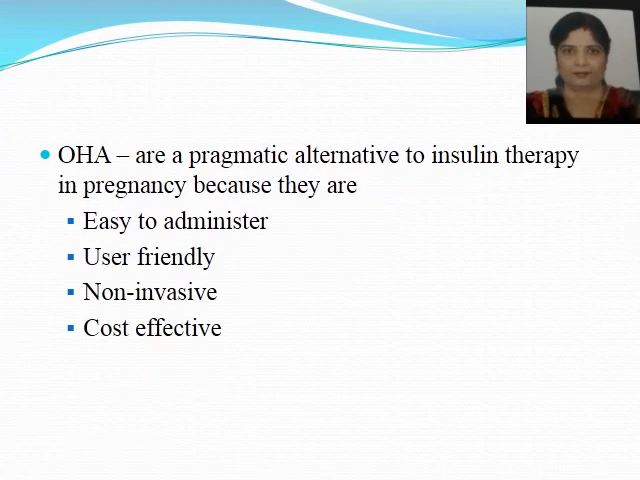 OHA – are a pragmatic alternative to insulin therapy
in pregnancy because they are
Easy to administer
User friendly
Non-invasive
Cost effective